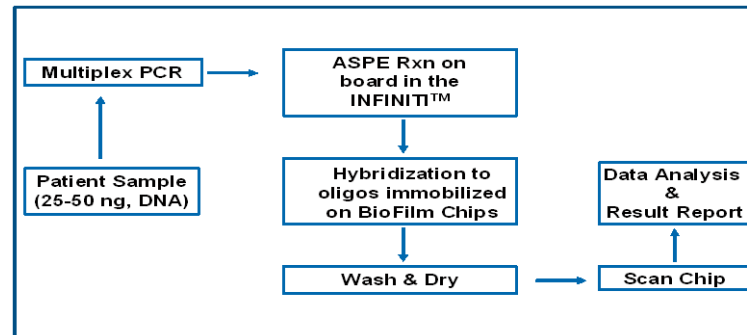 Patient Sample
(25-50 ng, DNA)
Multiplex PCR
ASPE Rxn on
board in the
INFINITI™
Hybridization to
oligos immobilized
on BioFilm Chips
Wash & Dry
Scan Chip
Data Analysis
&
Result Report